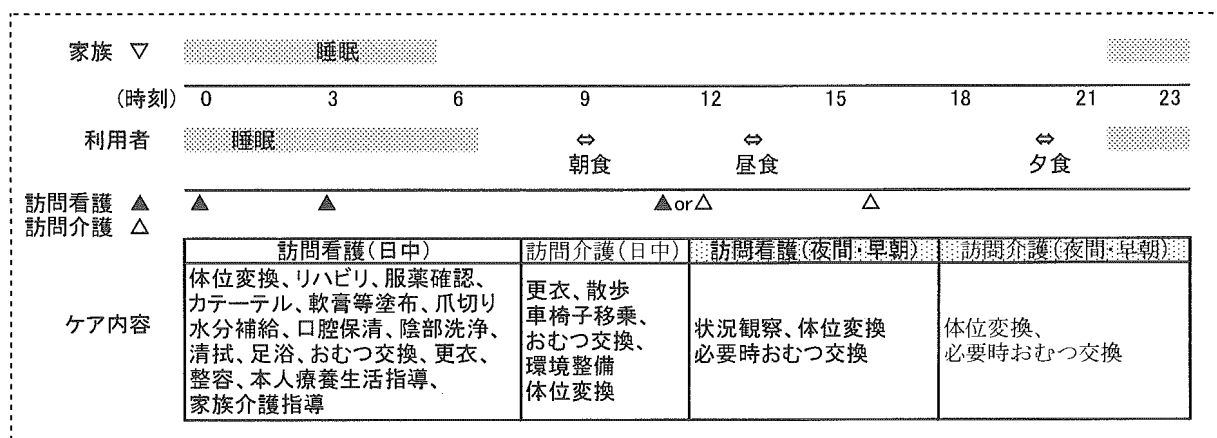 家族 ▽ 睡眠
(時刻) 0 3 6 9 12 15 18 21 23
利用者 睡眠 ⇔ ⇔ ⇔
朝食 昼食 夕食
訪問看護 ▲ ▲ ▲ ▲or△ △
訪問介護 △
訪問看護(日中) 訪問介護(日中) 訪問看護(夜間・早朝) 訪問介護(夜間・早朝)
ケア内容
体位変換、リハビリ、服薬確認、
カテーテル、軟膏等塗布、爪切り
水分補給、口腔保清、陰部洗浄、
清拭、足浴、おむつ交換、更衣、
整容、本人療養生活指導、
家族介護指導
更衣、散歩
車椅子移乗、
おむつ交換、
環境整備
体位変換
状況観察、体位変換
必要時おむつ交換
体位変換、
必要時おむつ交換